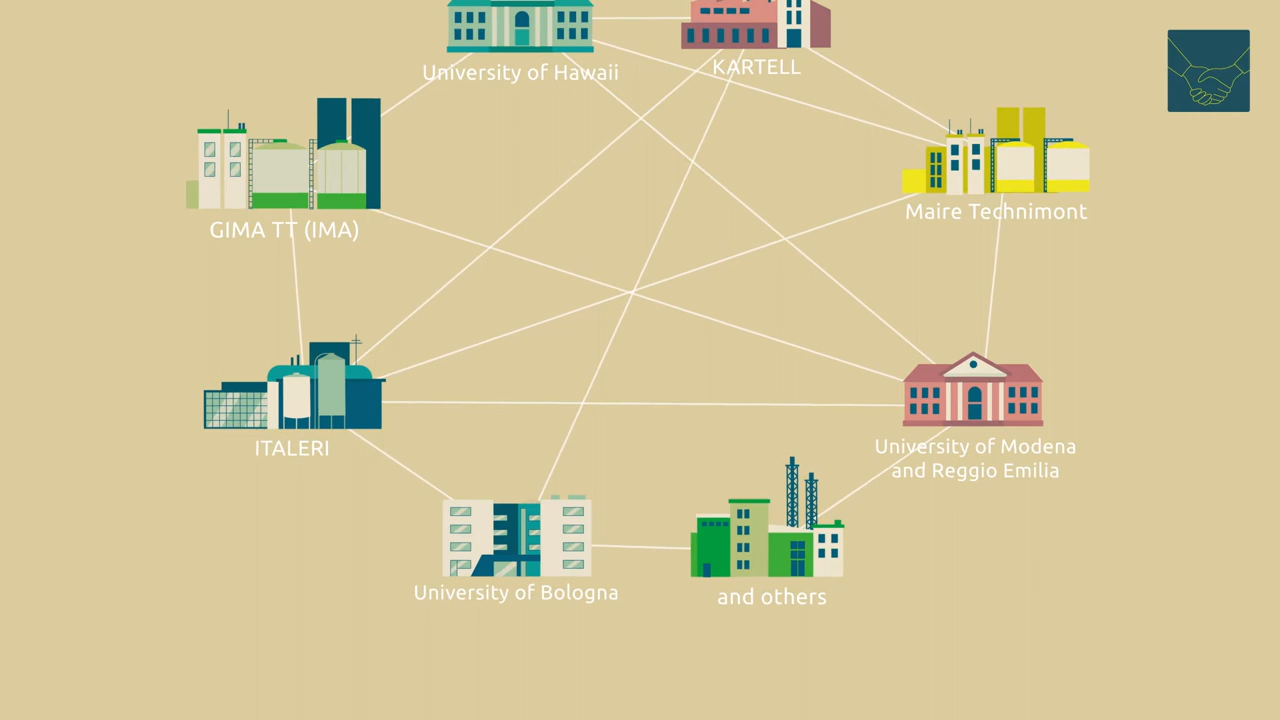 University of Hawaii
KARTELL
Maire Technimont
GIMA TT (IMA)
ITALERI
University of Modena
and Reggio Emilia
University of Bologna
and others